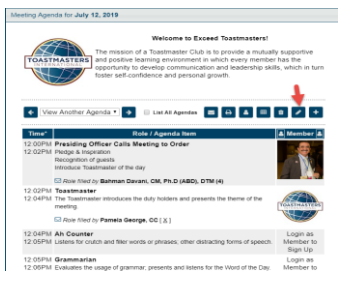 Meeting Agenda for July 12, 2019
Welcome to Exceed Toastmasters!
The mission of a Toastmaster Club is to provide a mutually supportive
and positive learning environment in which every member has the
opportunity to develop communication and leadership skills, which in turn
foster self-confidence and personal growth.
TOASTMASTERS
INTERNATIONAL
View Another Agenda
List All Agendas
Time* Role / Agenda Item Member
12:00PM Presiding Officer Calls Meeting to Order
12:02PM Pledge & Inspiration
Recognition of guests
Introduce Toastmaster of the day
Role filled by Bahman Davani, CM, Ph.D (ABD), DTM (4)
12:02PM Toastmaster
12:04PM The Toastmaster introduces the duty holders and presents the theme of the
meeting.
Role filled by Pamela George, CC [ X ]
TOASTMASTERS
12:04PM Ah Counter Login as
12:05PM Listens for crutch and filler words or phrases; other distracting forms of speech. Member to
Sign Up
12:05PM Grammarian Login as
12:06PM Evaluates the usage of grammar; presents and listens for the Word of the Day. Member to